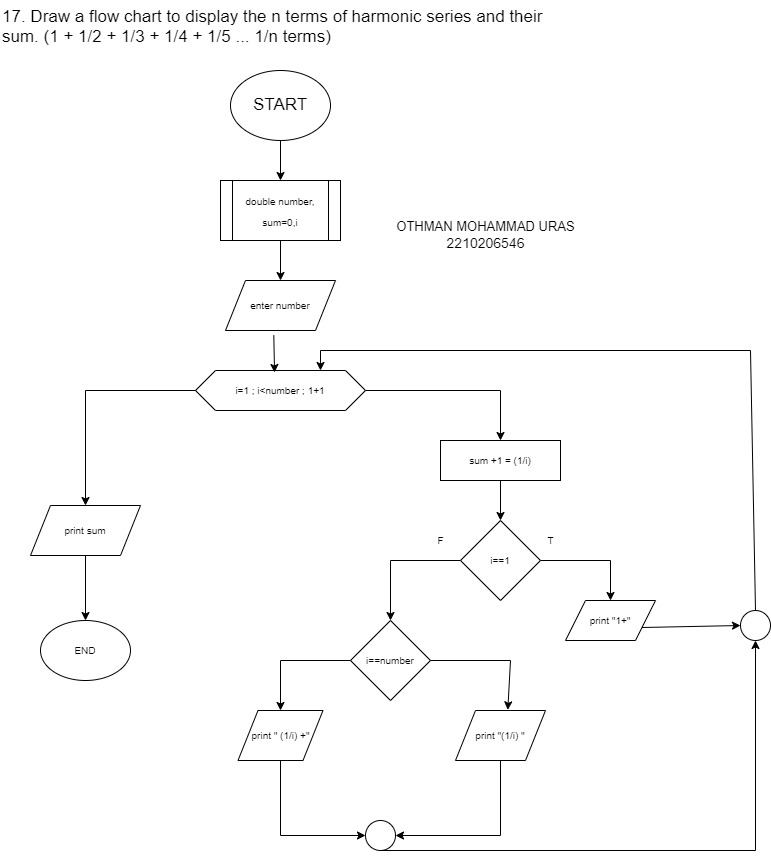 17. Draw a flow chart to display the n terms of harmonic series and their
sum. (1 + 1/2 + 1/3 + 1/4 + 1/5 ... 1/n terms)
START
double number,
sum=0,i
OTHMAN MOHAMMAD URAS
2210206546
enter number
i=1 ; i<number ; 1+1
sum +1 = (1/i)
print sum
F
T
i==1
print "1+"
END
i==number
print " (1/i) +"
print "(1/i) "